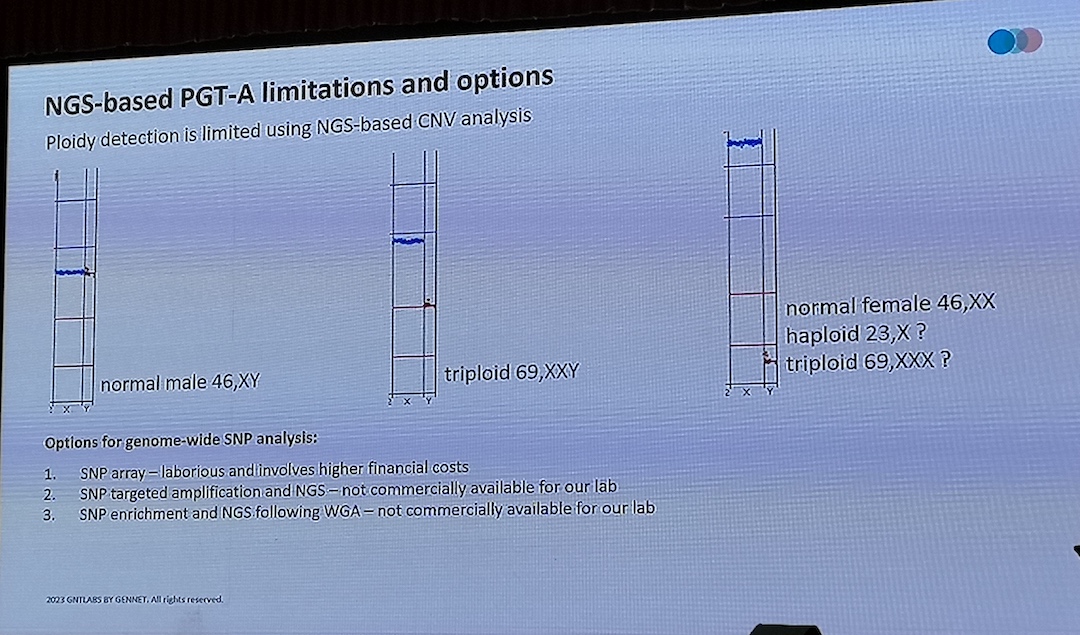 NGS-based PGT-A limitations and options
Ploidy detection is limited using NGS-based CNV analysis
X Y
normal male 46,XY
X Y
triploid 69,XXY
X Y
normal female 46,XX
haploid 23,X ?
triploid 69,XXX ?
Options for genome-wide SNP analysis:
1. SNP array – laborious and involves higher financial costs
2. SNP targeted amplification and NGS – not commercially available for our lab
3. SNP enrichment and NGS following WGA – not commercially available for our lab
2023 GNTLABS BY GENNET. All rights reserved.